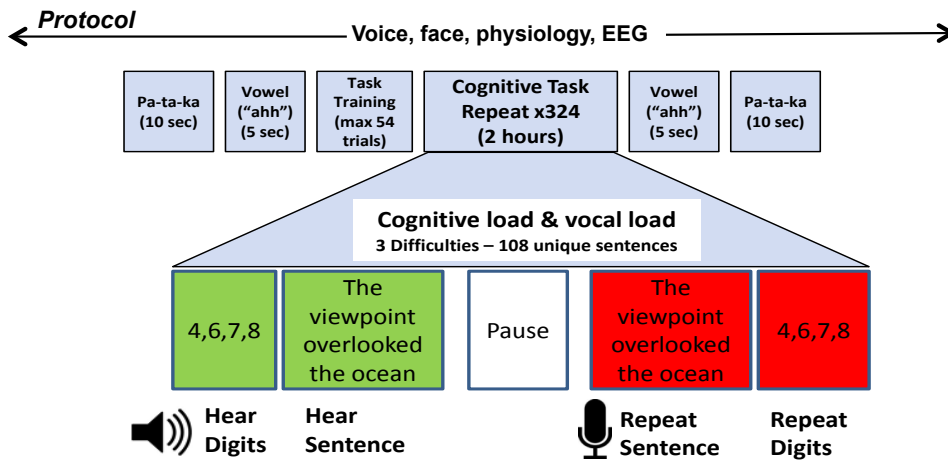 Protocol
Voice, face, physiology, EEG
Pa-ta-ka
(10 sec)
Vowel
("ahh")
(5 sec)
Task
Training
(max 54
trials)
Cognitive Task
Repeat x324
(2 hours)
Vowel
("ahh")
(5 sec)
Pa-ta-ka
(10 sec)
Cognitive load & vocal load
3 Difficulties – 108 unique sentences
4,6,7,8
The
viewpoint
overlooked
the ocean
Pause
The
viewpoint
overlooked
the ocean
4,6,7,8
Hear
Digits
Hear
Sentence
Repeat
Sentence
Repeat
Digits